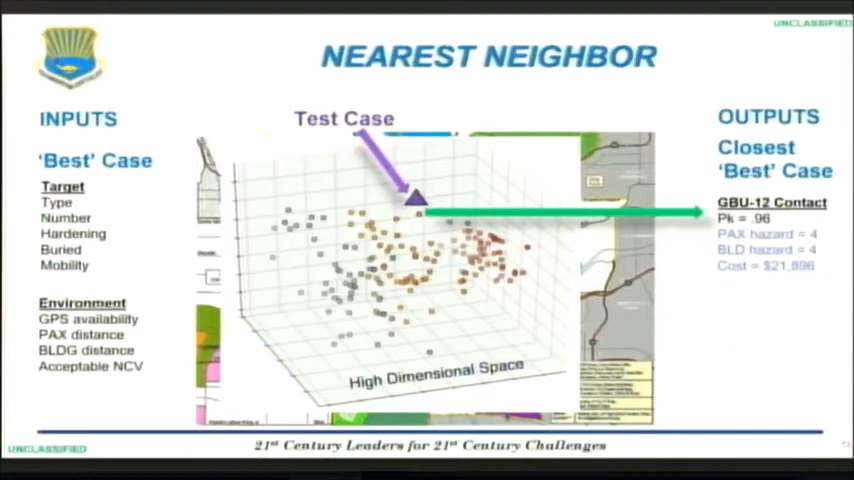 UNCLASSIFIED
NEAREST NEIGHBOR
INPUTS
'Best' Case
Target
Type
Number
Hardening
Buried
Mobility
Environment
GPS availability
PAX distance
BLDG distance
Acceptable NCV
Test Case
High Dimensional Space
OUTPUTS
Closest
'Best' Case
GBU-12 Contact
Pk = .96
PAX hazard = 4
BLD hazard = 4
Cost = $21,896
21st Century Leaders for 21st Century Challenges
UNCLASSIFIED